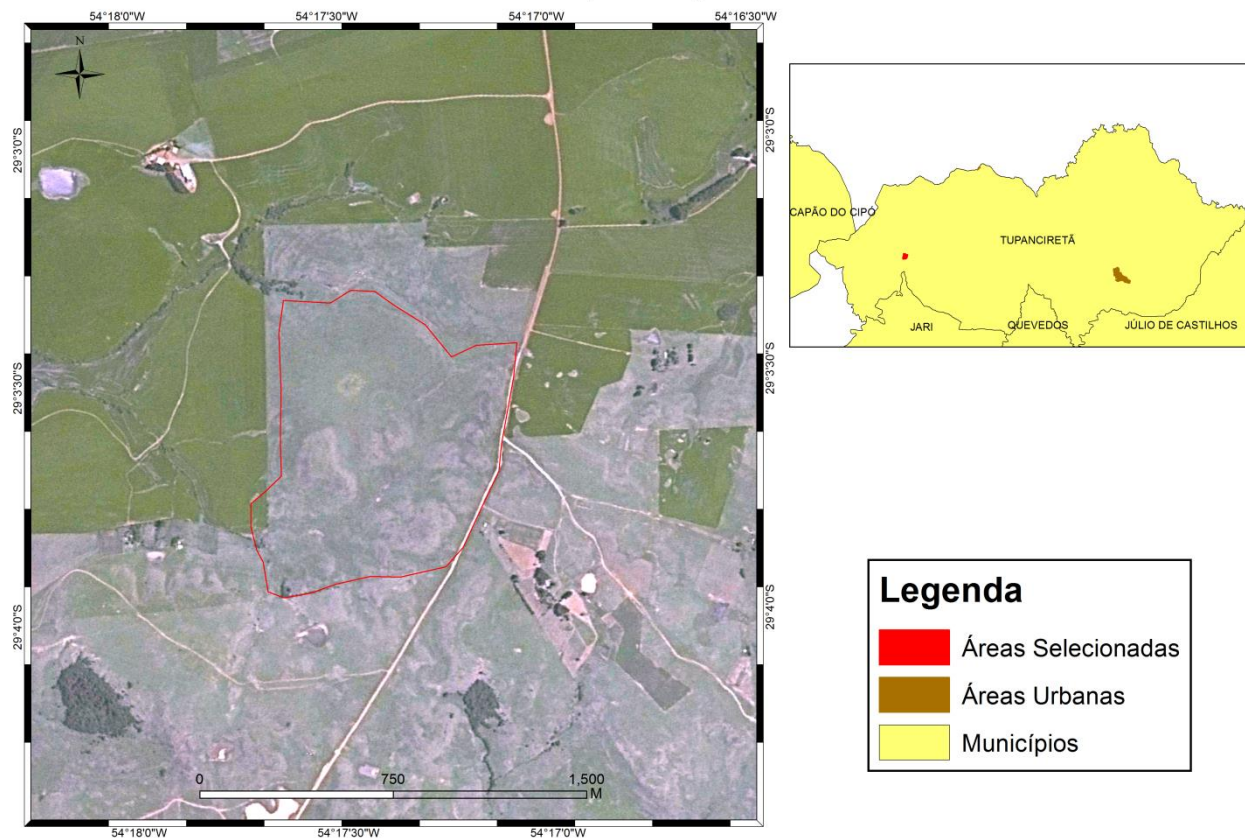 54°18'0"W 54°17'30"W 54°17'0"W 54°16'30"W
N
29°3'0"S 29°3'0"S
29°3'30"S 29°3'30"S
29°4'0"S 29°4'0"S
0 750 1,500
M
54°18'0"W 54°17'30"W 54°17'0"W
CAPÃO DO CIPÓ
TUPANCIRETÃ
JARI QUEVEDOS JÚLIO DE CASTILHOS
Legenda
Áreas Selecionadas
Áreas Urbanas
Municípios